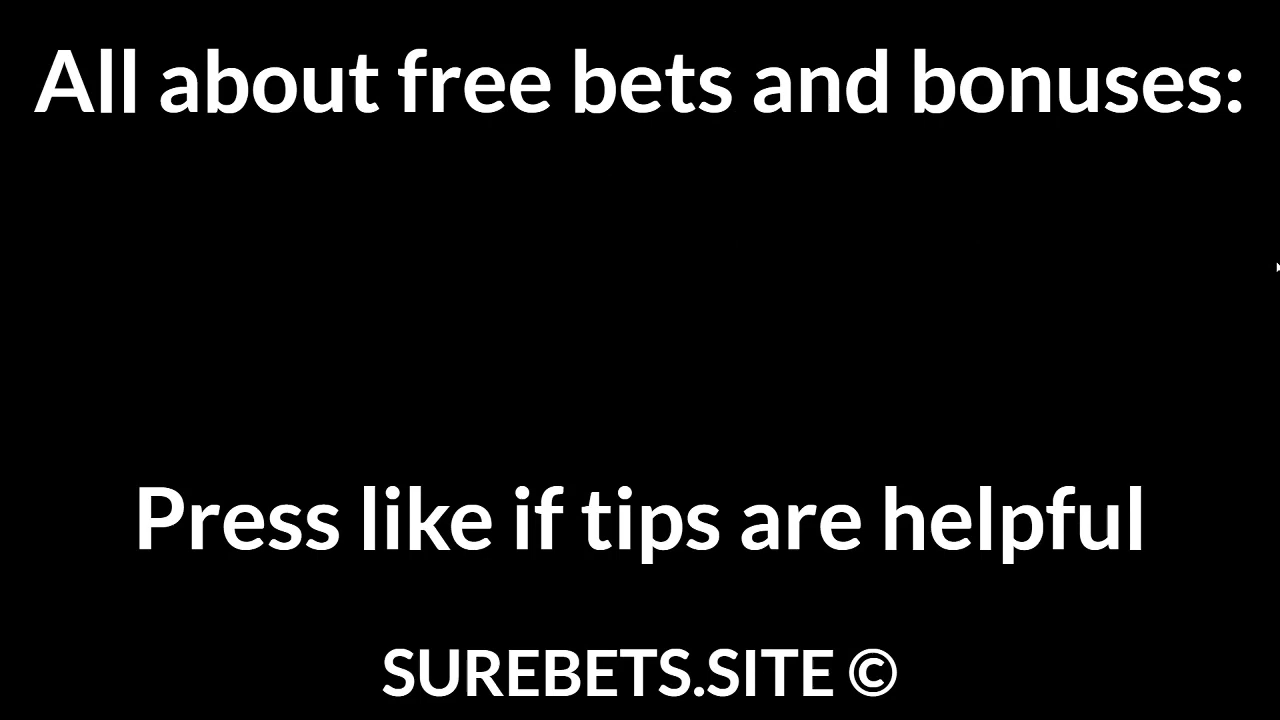 All about free bets and bonuses:
Press like if tips are helpful
SUREBETS.SITE ©